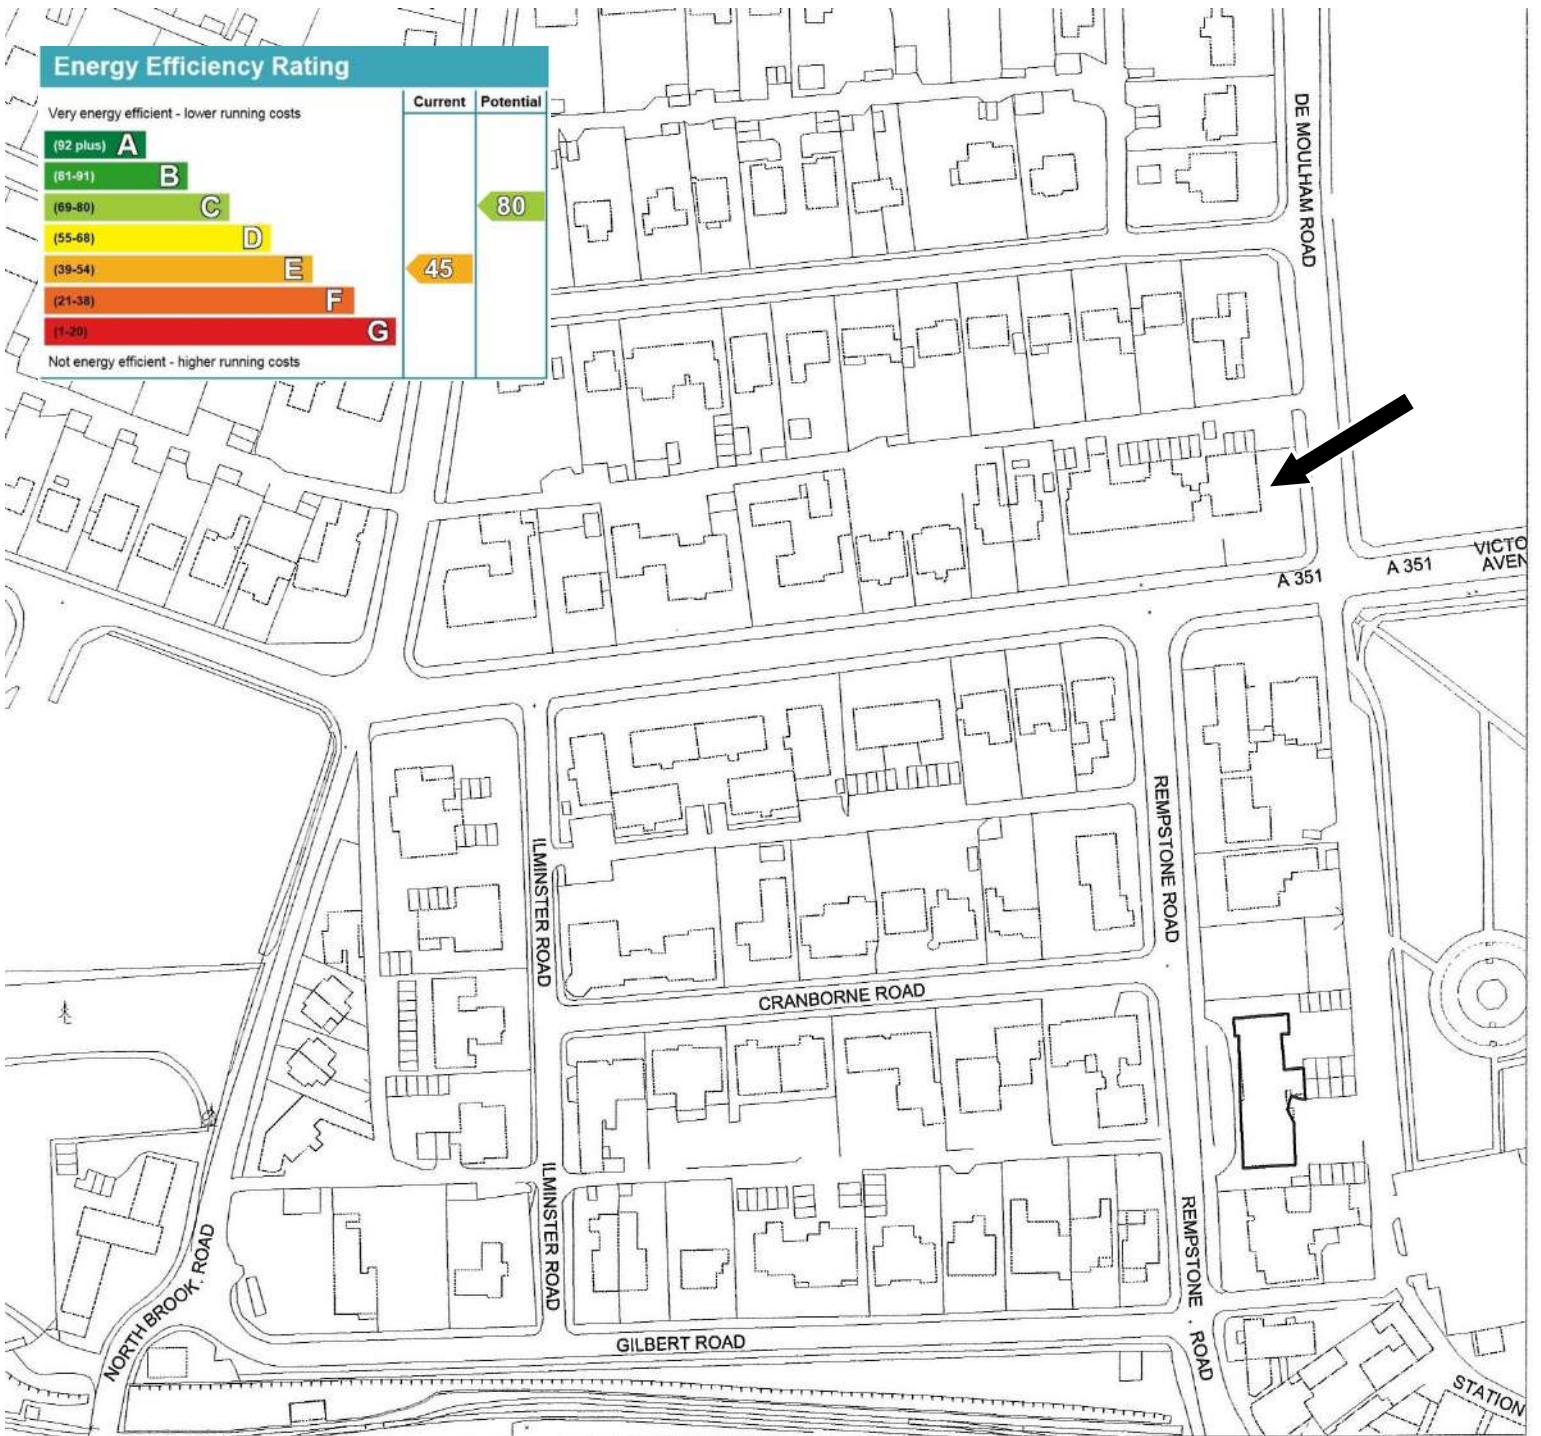 Energy Efficiency Rating
Current
Potential
Very energy efficient - lower running costs
(92 plus) A
(81-91) B
(69-80) C
80
(55-68) D
(39-54) E
45
(21-38) F
(1-20) G
Not energy efficient - higher running costs
DE MOULHAM ROAD
VICTO
AVEN
A 351
A 351
ILMINSTER ROAD
REMPSTONE ROAD
CRANBORNE ROAD
ILMINSTER ROAD
REMPSTONE ROAD
NORTH BROOK ROAD
GILBERT ROAD
STATION